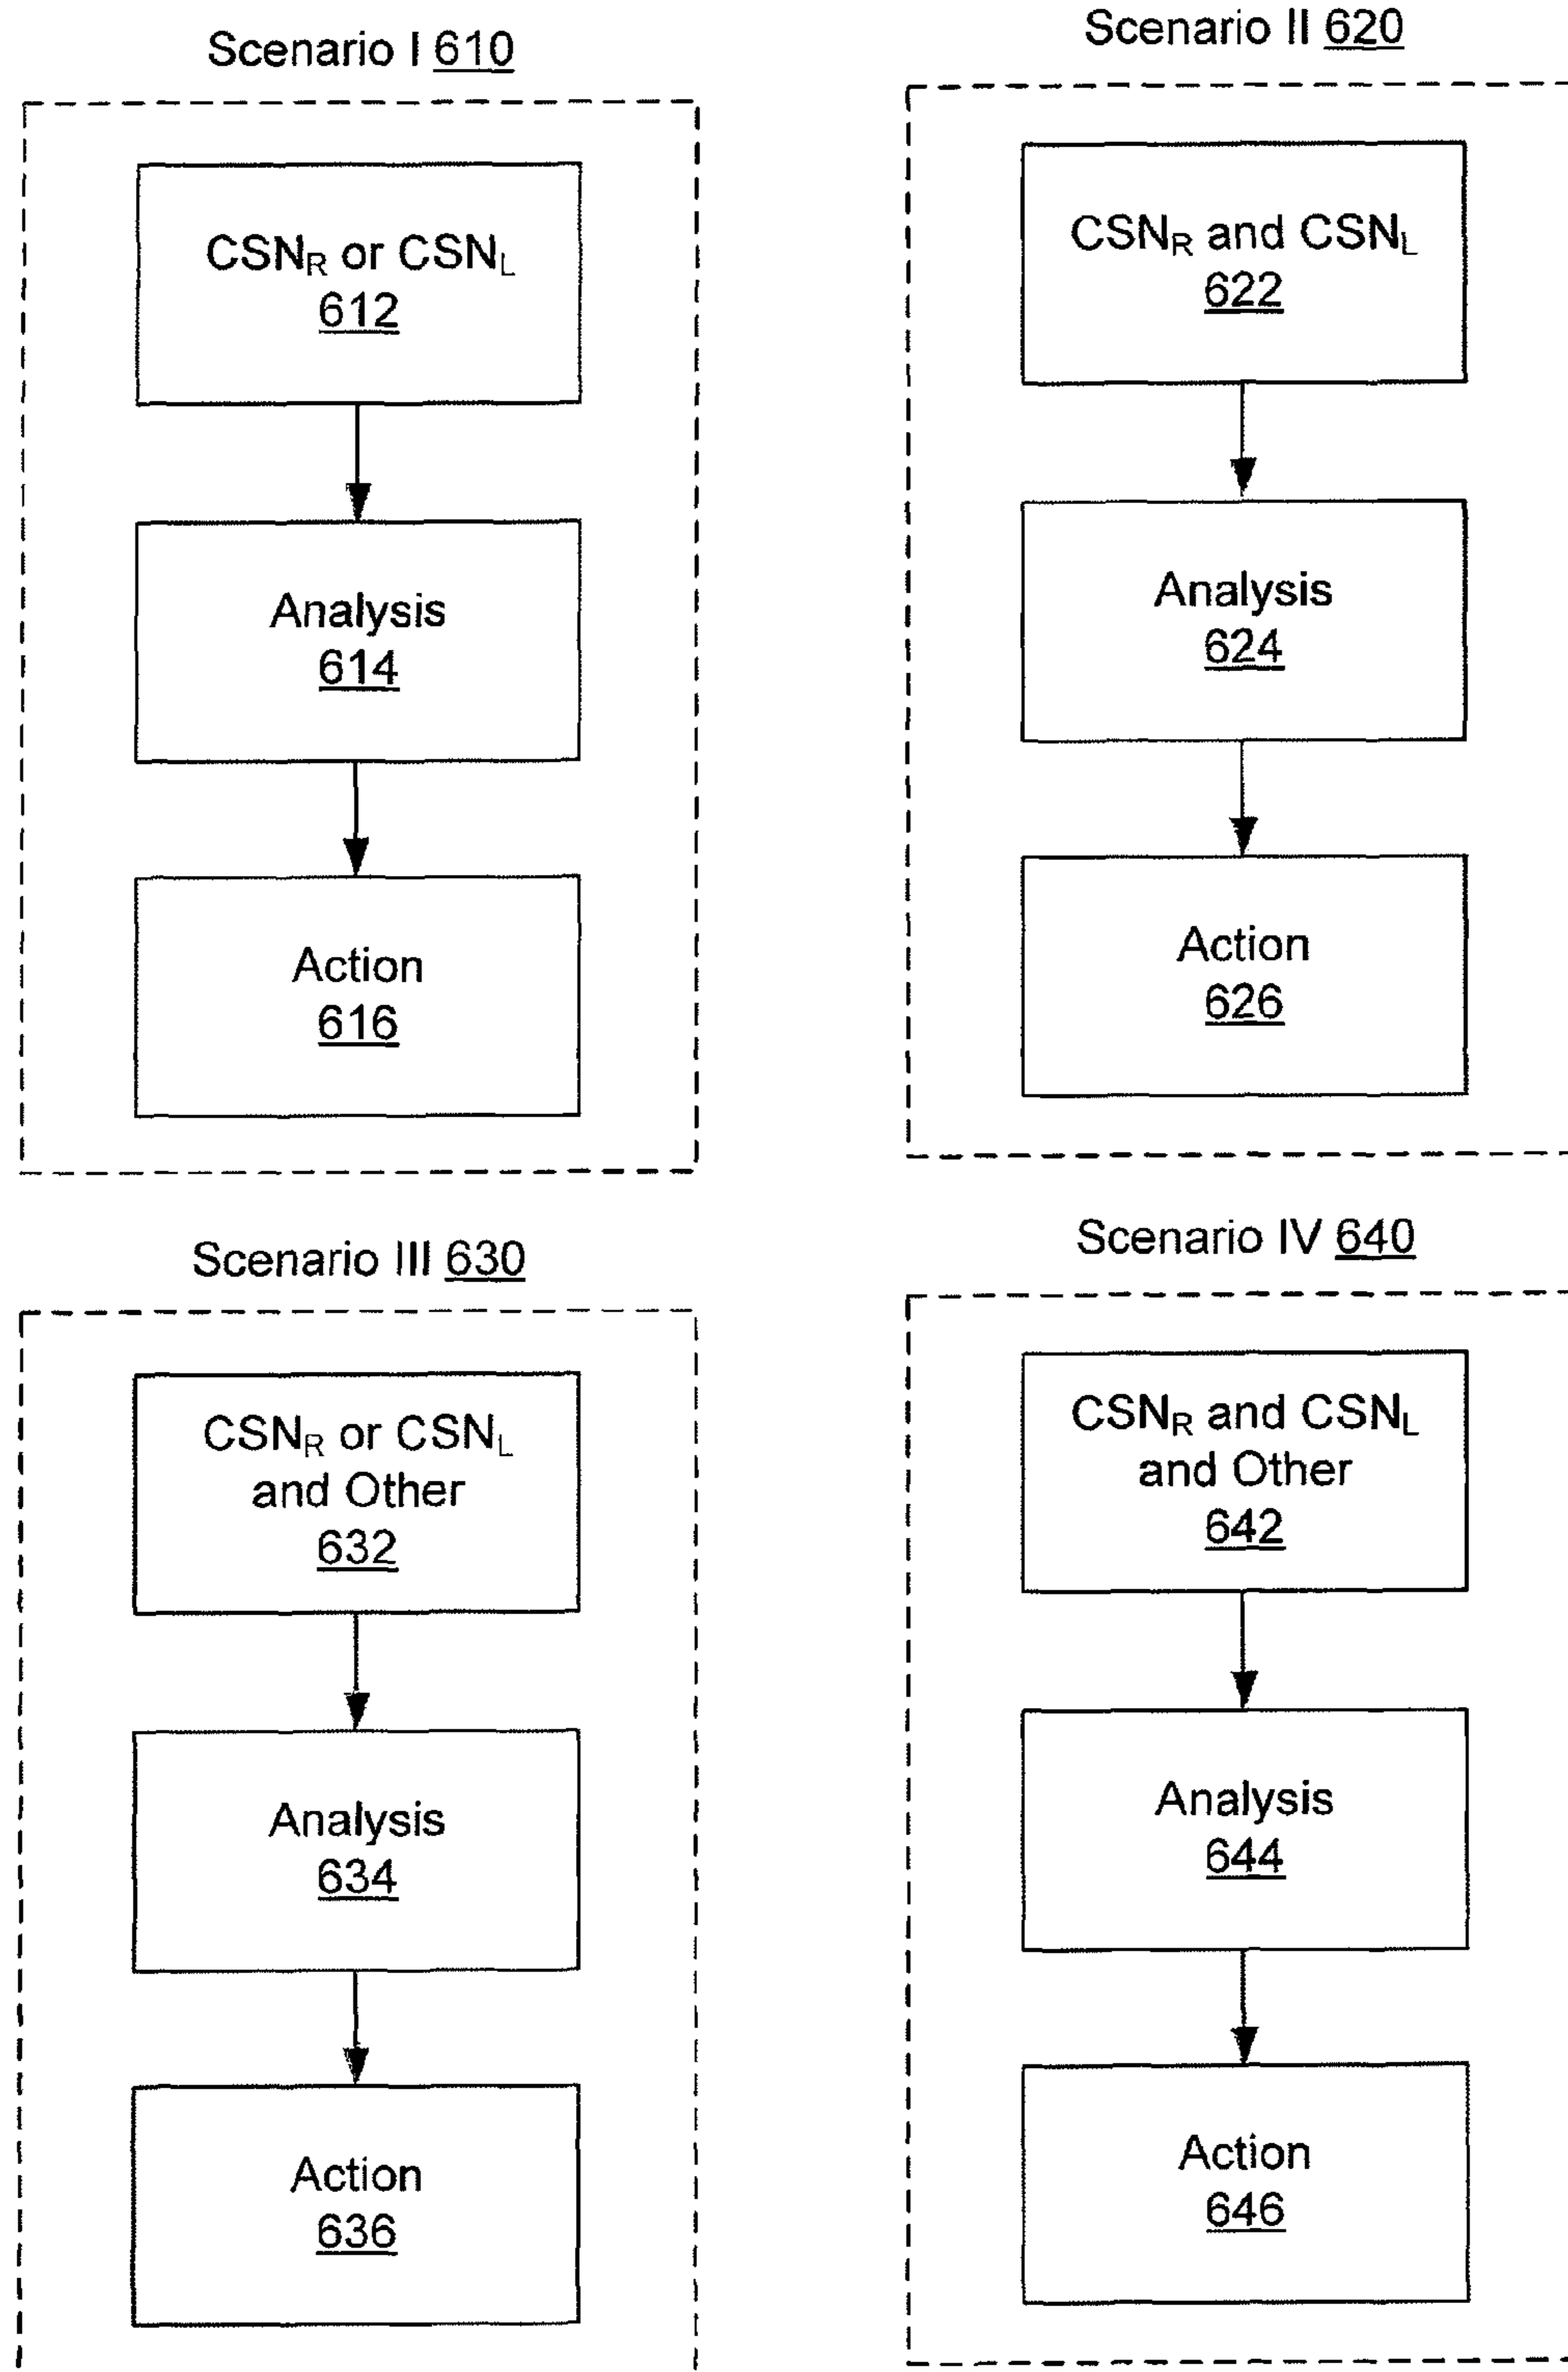 Scenario I 610
CSNR or CSNL
612
Analysis
614
Action
616
Scenario II 620
CSNR and CSNL
622
Analysis
624
Action
626
Scenario III 630
CSNR or CSNL
and Other
632
Analysis
634
Action
636
Scenario IV 640
CSNR and CSNL
and Other
642
Analysis
644
Action
646